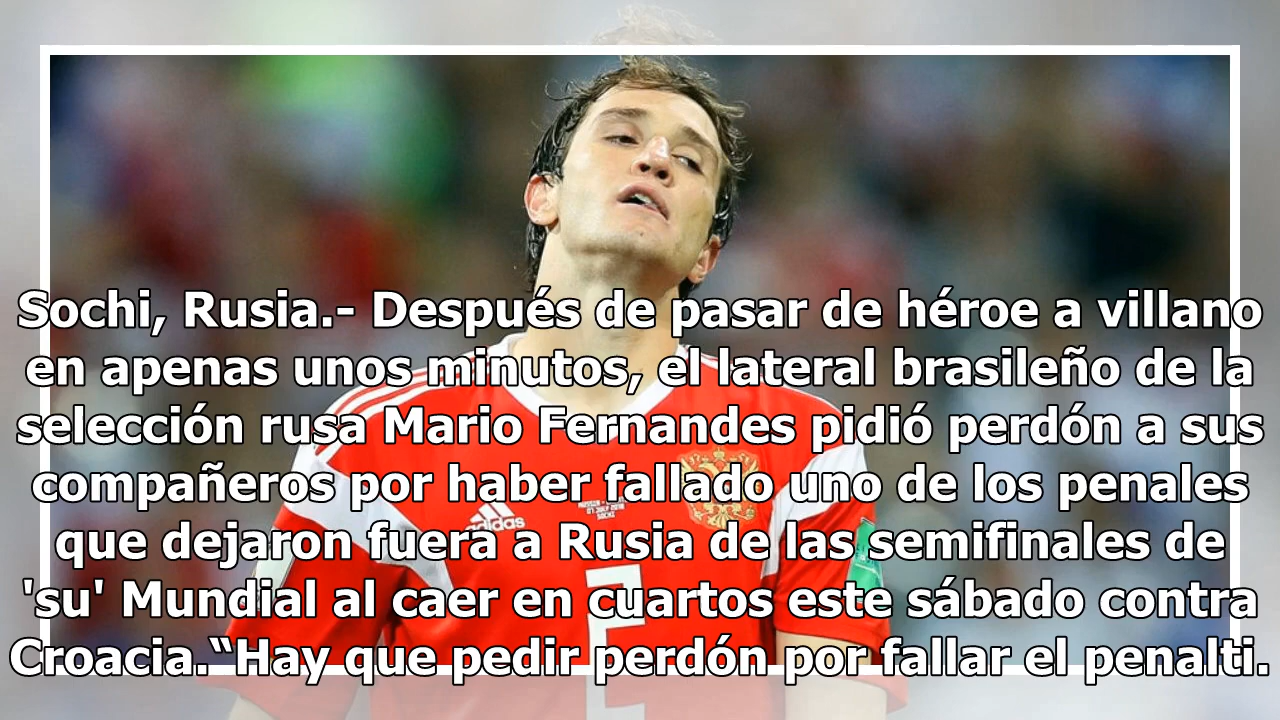 Sochi, Rusia.- Después de pasar de héroe a villano
en apenas unos minutos, el lateral brasileño de la
selección rusa Mario Fernandes pidió perdón a sus
compañeros por haber fallado uno de los penales
que dejaron fuera a Rusia de las semifinales de
'su' Mundial al caer en cuartos este sábado contra
Croacia.“Hay que pedir perdón por fallar el penalti.
adidas
SOCHI
2